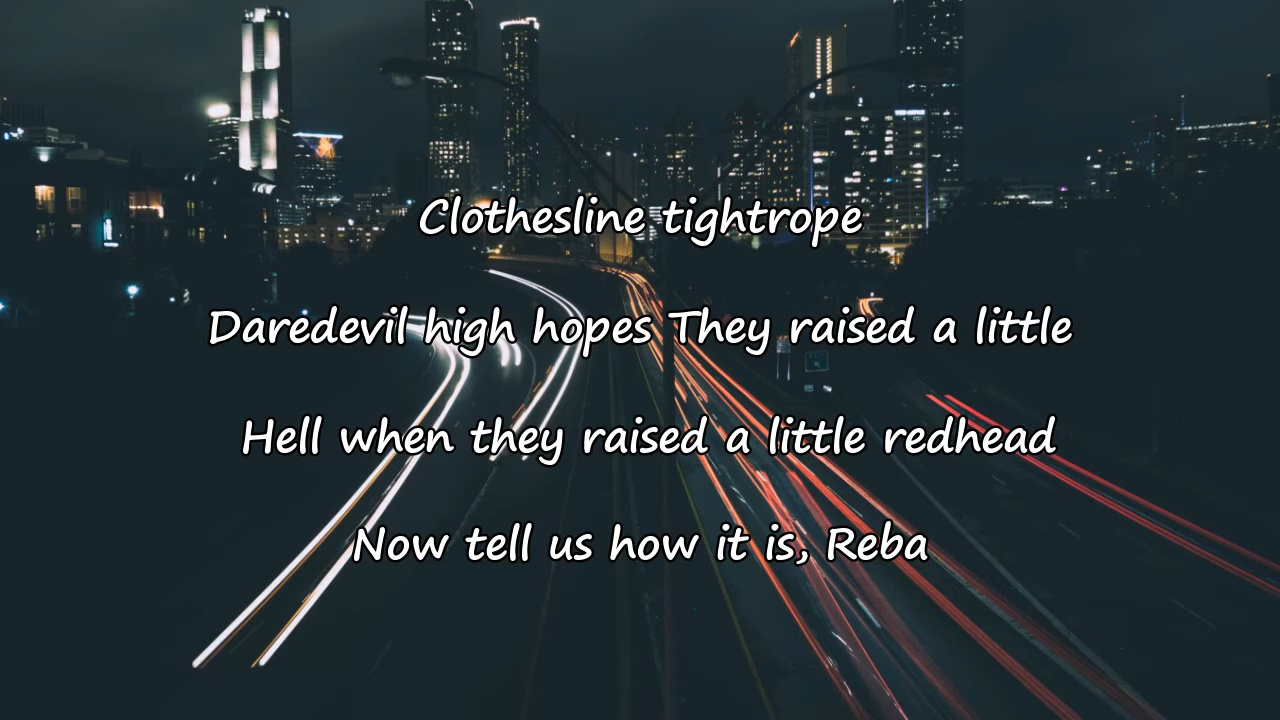 Clothesline tightrope
Daredevil high hopes They raised a little
Hell when they raised a little redhead
Now tell us how it is, Reba